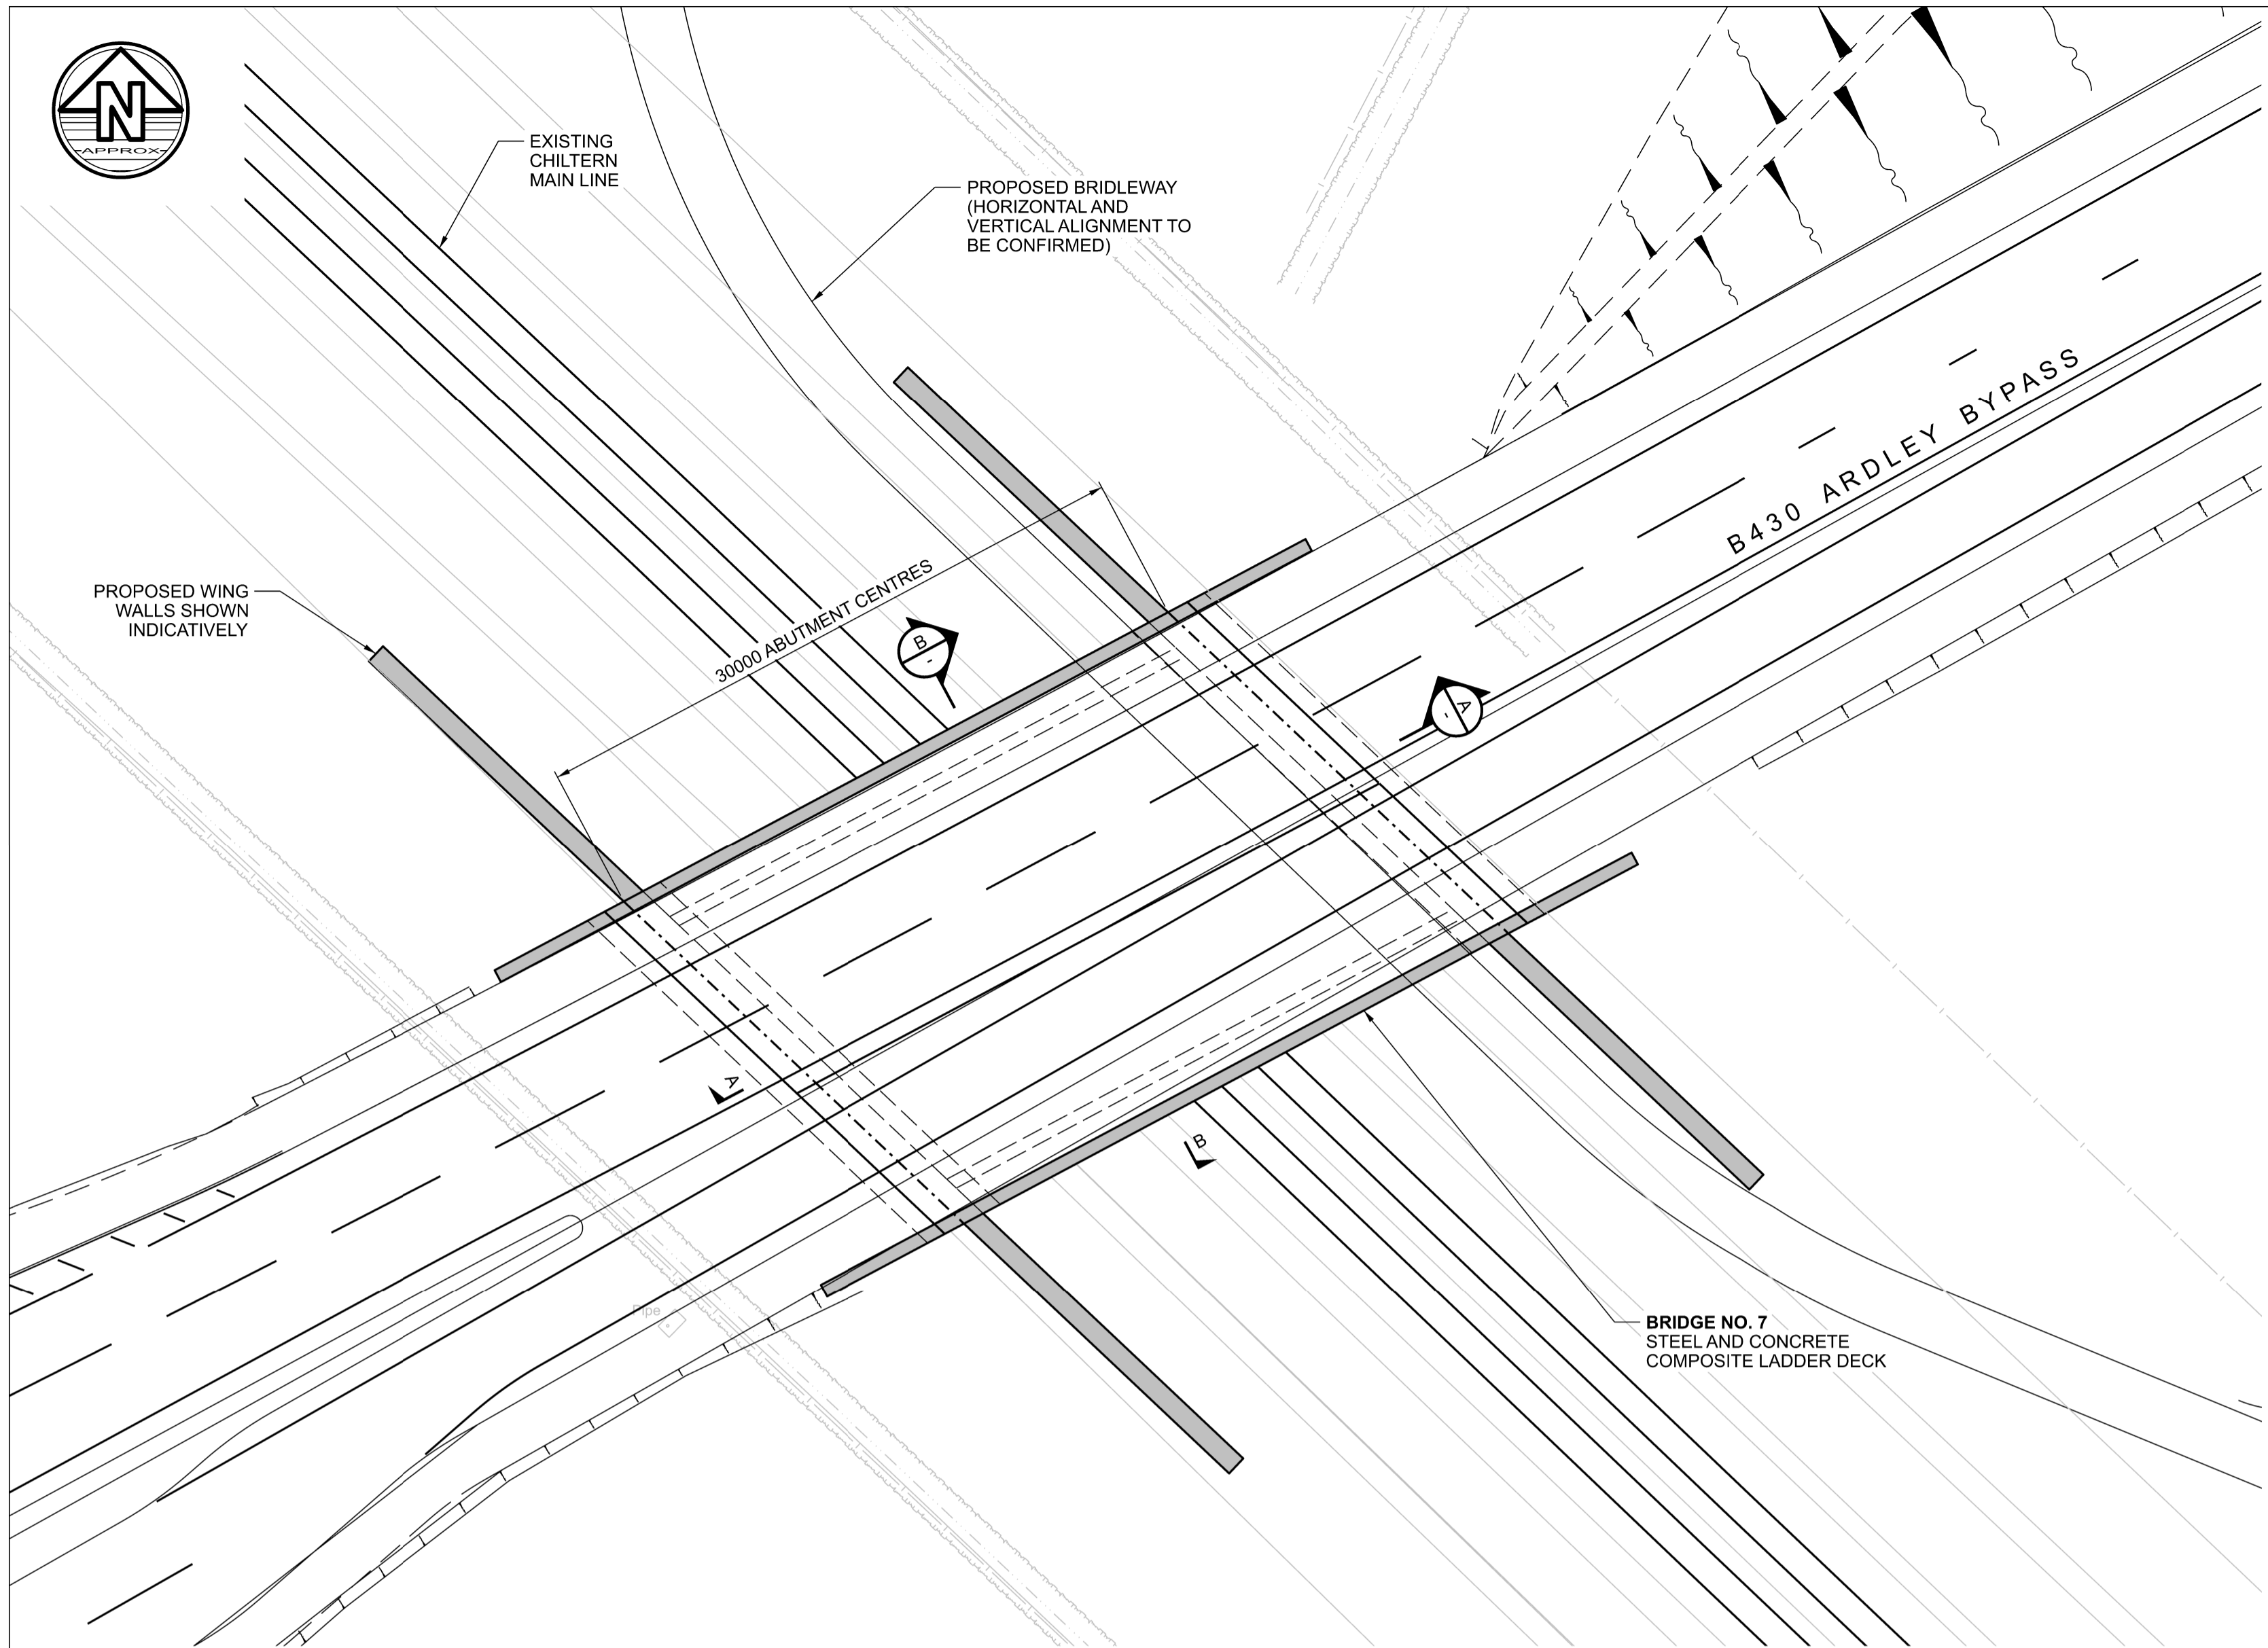 N
-APPROX-
EXISTING
CHILTERN
MAIN LINE
PROPOSED BRIDLEWAY
(HORIZONTAL AND
VERTICAL ALIGNMENT TO
BE CONFIRMED)
B430 ARDLEY BYPASS
PROPOSED WING
WALLS SHOWN
INDICATIVELY
30000 ABUTMENT CENTRES
B
-
A
-
A
B
pipe
BRIDGE NO. 7
STEEL AND CONCRETE
COMPOSITE LADDER DECK